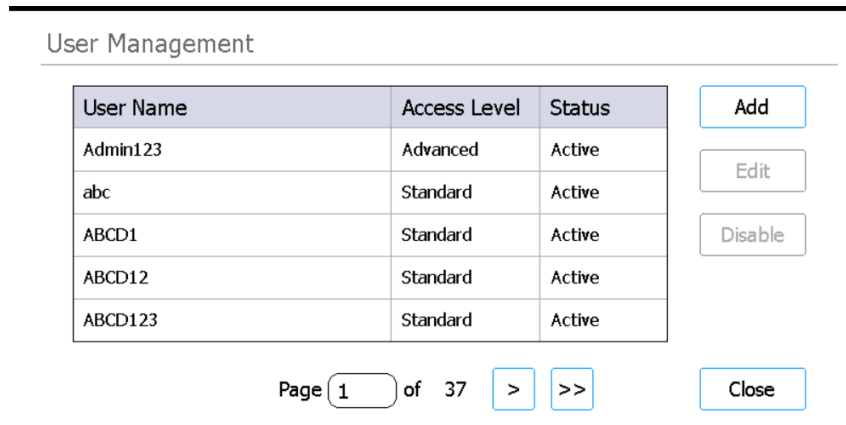 User Management
User Name Access Level Status Add
Admin123 Advanced Active
Edit
abc Standard Active
ABCD1 Standard Active Disable
ABCD12 Standard Active
ABCD123 Standard Active
Page 1 of 37 > >> Close